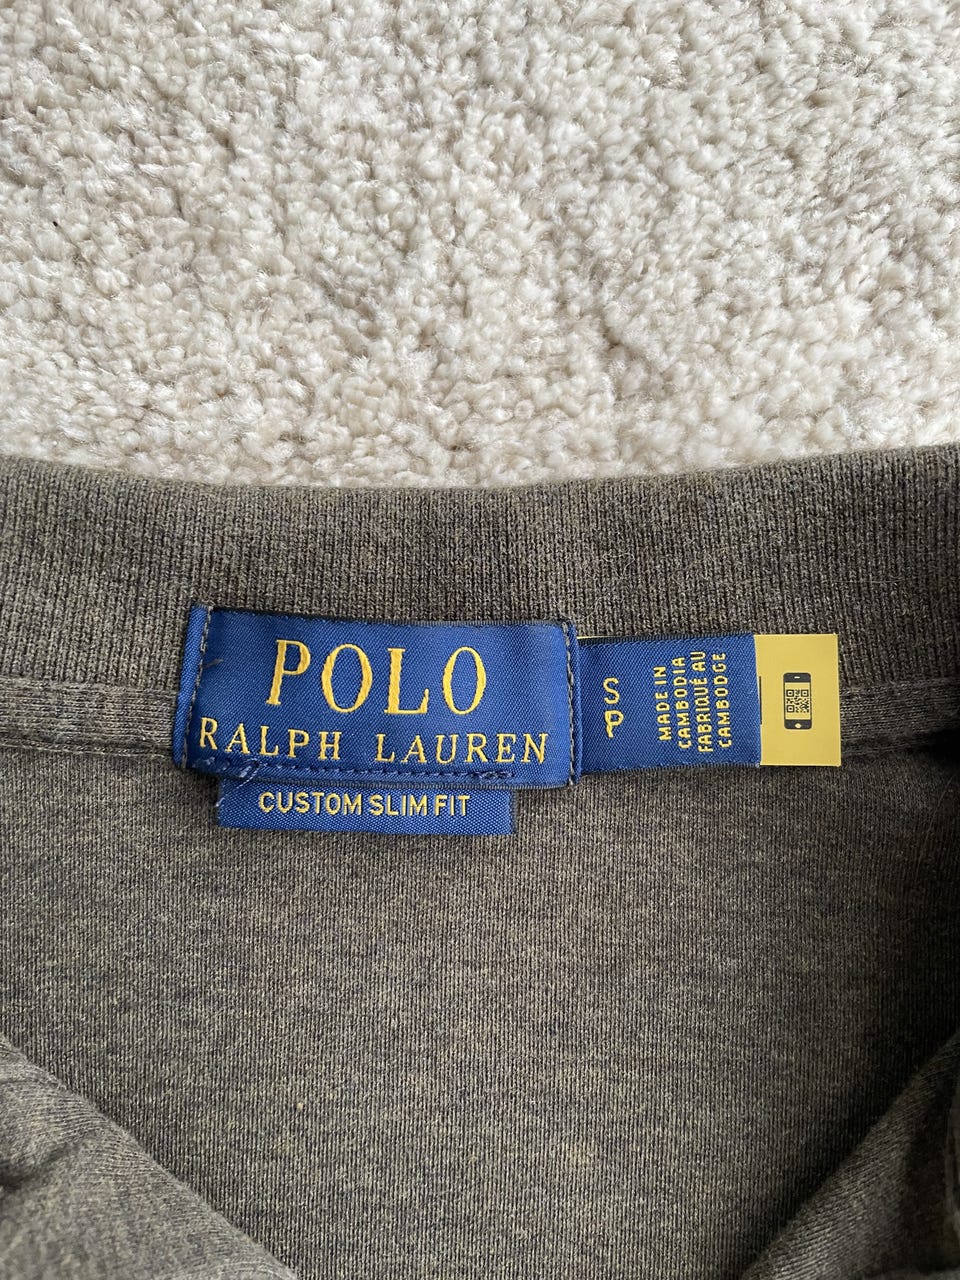 POLO
RALPH LAUREN
CUSTOM SLIM FIT
S
P
MADE IN
CAMBODIA
FABRIQUÉ AU
CAMBODGE